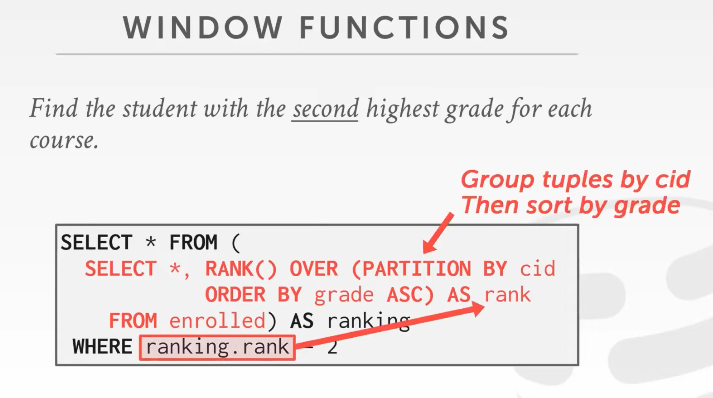 WINDOW FUNCTIONS
Find the student with the second highest grade for each
course.
Group tuples by cid
Then sort by grade
SELECT * FROM (
SELECT *, RANK() OVER (PARTITION BY cid
ORDER BY grade ASC) AS rank
FROM enrolled) AS ranking
WHERE ranking.rank = 2